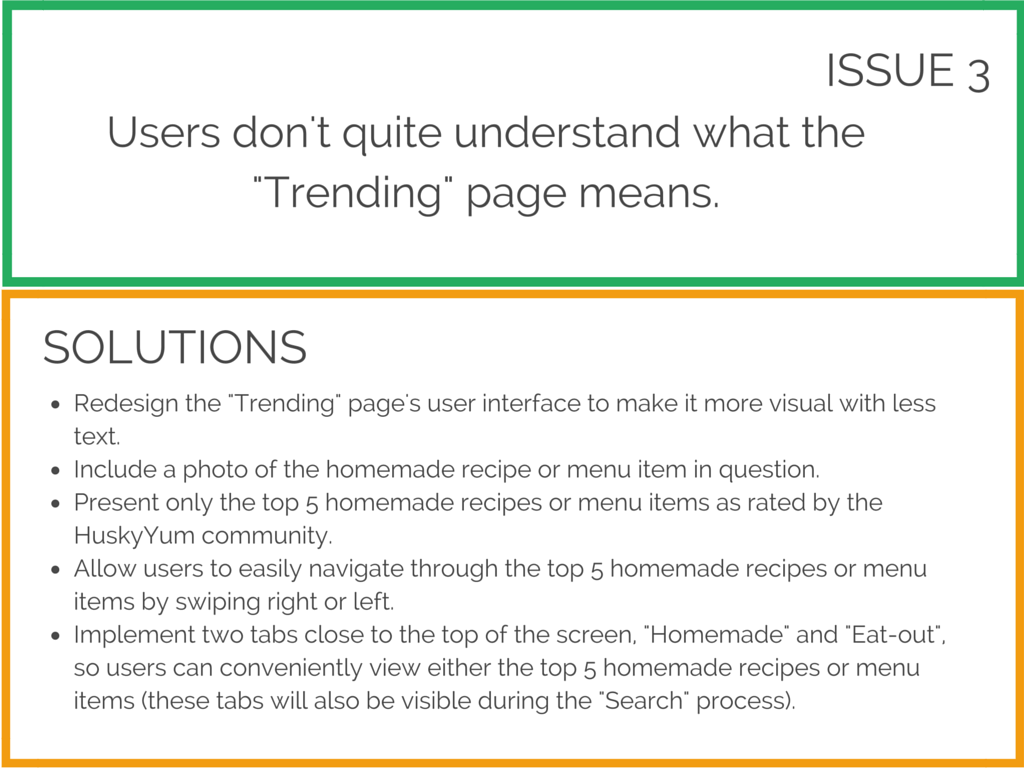 ISSUE 3
Users don't quite understand what the
"Trending" page means.
SOLUTIONS
• Redesign the "Trending" page's user interface to make it more visual with less
text.
• Include a photo of the homemade recipe or menu item in question.
• Present only the top 5 homemade recipes or menu items as rated by the
HuskyYum community.
• Allow users to easily navigate through the top 5 homemade recipes or menu
items by swiping right or left.
• Implement two tabs close to the top of the screen, "Homemade" and "Eat-out",
so users can conveniently view either the top 5 homemade recipes or menu
items (these tabs will also be visible during the "Search" process).